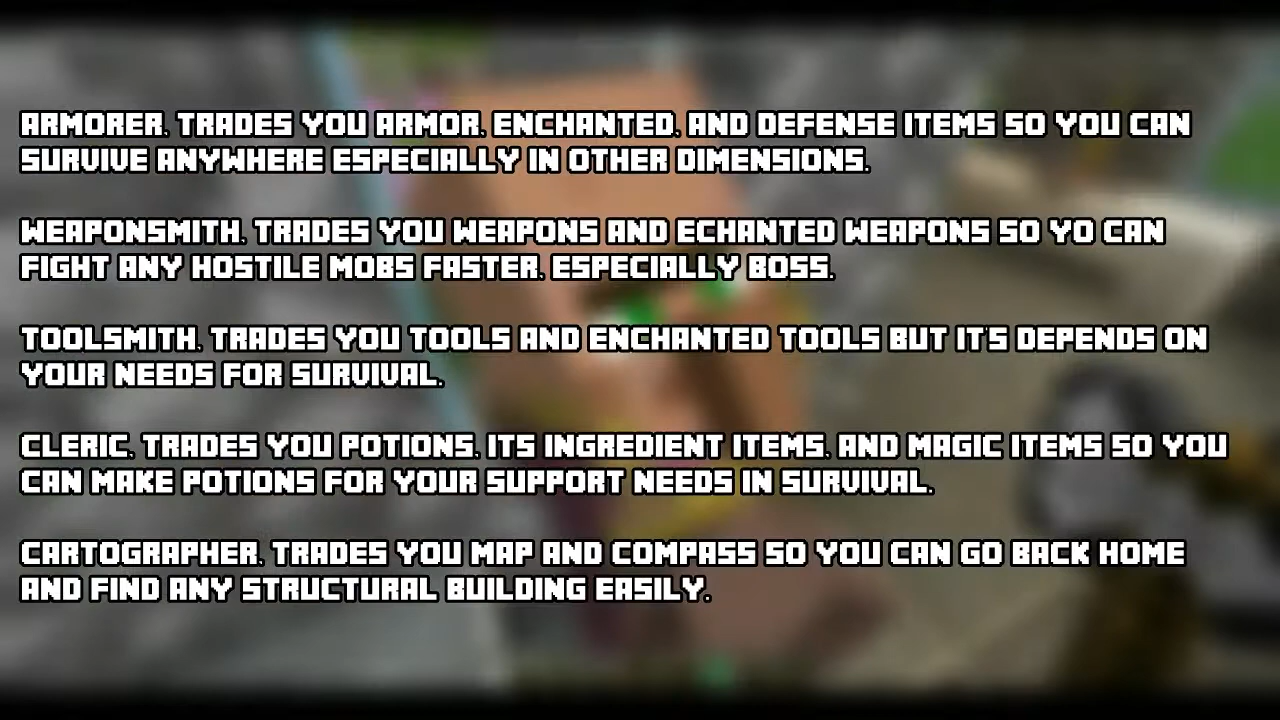 ARMORER, TRADES YOU ARMOR, ENCHANTED, AND DEFENSE ITEMS SO YOU CAN
SURVIVE ANYWHERE ESPECIALLY IN OTHER DIMENSIONS.
WEAPONSMITH, TRADES YOU WEAPONS AND ECHANTED WEAPONS SO YO CAN
FIGHT ANY HOSTILE MOBS FASTER, ESPECIALLY BOSS.
TOOLSMITH, TRADES YOU TOOLS AND ENCHANTED TOOLS BUT IT'S DEPENDS ON
YOUR NEEDS FOR SURVIVAL.
CLERIC, TRADES YOU POTIONS, ITS INGREDIENT ITEMS, AND MAGIC ITEMS SO YOU
CAN MAKE POTIONS FOR YOUR SUPPORT NEEDS IN SURVIVAL.
CARTOGRAPHER, TRADES YOU MAP AND COMPASS SO YOU CAN GO BACK HOME
AND FIND ANY STRUCTURAL BUILDING EASILY.